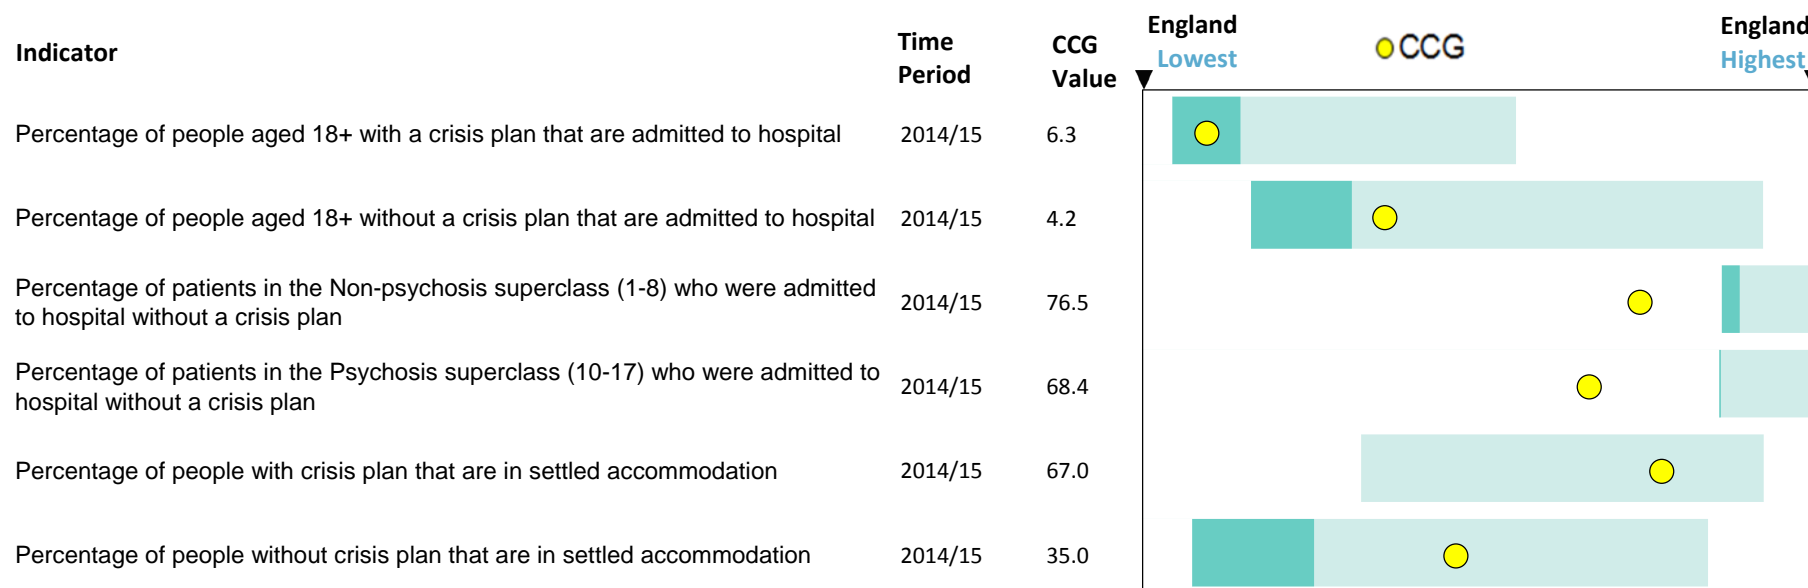 Indicator
Time Period
CCG Value
England Lowest
CCG
England Highest
Percentage of people aged 18+ with a crisis plan that are admitted to hospital 2014/15 6.3
Percentage of people aged 18+ without a crisis plan that are admitted to hospital 2014/15 4.2
Percentage of patients in the Non-psychosis superclass (1-8) who were admitted
to hospital without a crisis plan 2014/15 76.5
Percentage of patients in the Psychosis superclass (10-17) who were admitted to
hospital without a crisis plan 2014/15 68.4
Percentage of people with crisis plan that are in settled accommodation 2014/15 67.0
Percentage of people without crisis plan that are in settled accommodation 2014/15 35.0